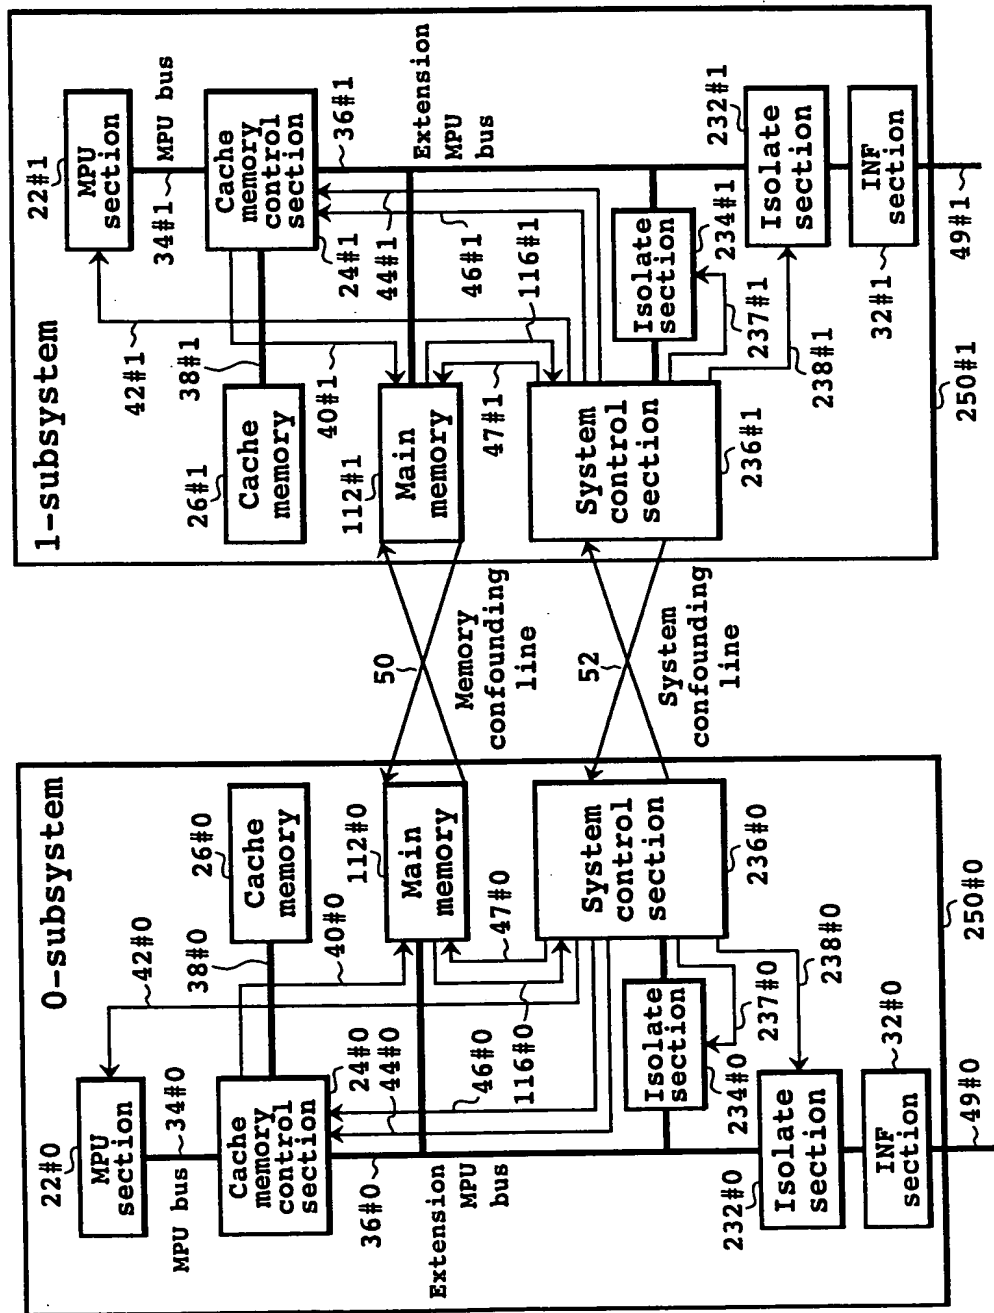 0-subsystem
22#0
MPU
section
34#0
MPU bus
42#0
38#0
26#0
Cache
memory
Cache
memory
control
section
24#0
44#0
40#0
36#0
Extension
MPU
bus
112#0
Main
memory
46#0
116#0
47#0
System
control
section
236#0
Isolate
section
234#0
237#0
238#0
232#0
Isolate
section
INF
section
32#0
49#0
250#0
50
Memory
confounding
line
52
System
confounding
line
1-subsystem
22#1
MPU
section
34#1
MPU bus
42#1
38#1
26#1
Cache
memory
Cache
memory
control
section
24#1
44#1
40#1
36#1
Extension
MPU
bus
112#1
Main
memory
46#1
116#1
47#1
System
control
section
236#1
Isolate
section
234#1
237#1
238#1
232#1
Isolate
section
INF
section
32#1
49#1
250#1